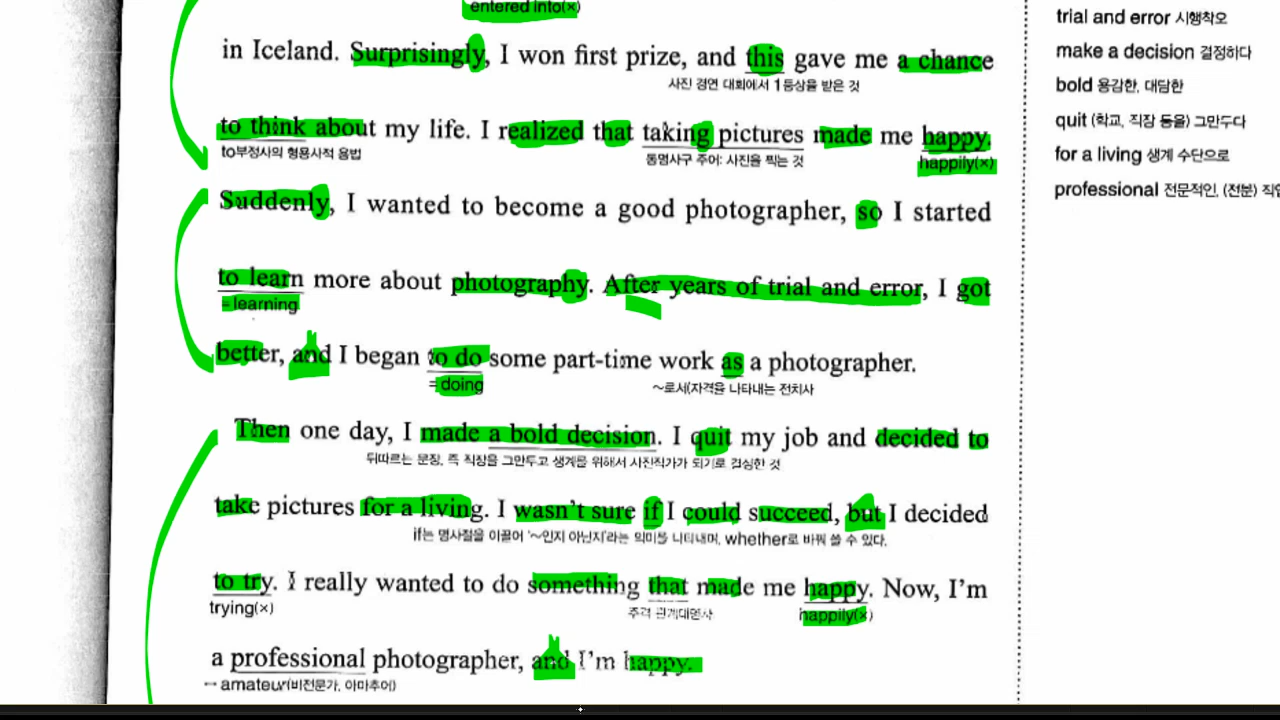 entered into(×)
in Iceland. Surprisingly, I won first prize, and this gave me a chance
사진 경연 대회에서 1등상을 받은 것
to think about my life. I realized that taking pictures made me happy.
to부정사의 형용사적 용법
동명사구 주어: 사진을 찍는 것
happily(×)
Suddenly, I wanted to become a good photographer, so I started
to learn more about photography. After years of trial and error, I got
= learning
better, and I began to do some part-time work as a photographer.
= doing
~로서(자격을 나타내는 전치사
Then one day, I made a bold decision. I quit my job and decided to
뒤따르는 문장, 즉 직장을 그만두고 생계를 위해서 사진작가가 되기로 결심한 것
take pictures for a living. I wasn't sure if I could succeed, but I decided
if는 명사절을 이끌어 '~인지 아닌지'라는 의미를 나타내며, whether로 바꿔 쓸 수 있다.
to try. I really wanted to do something that made me happy. Now, I'm
trying(×)
주격 관계대명사
happily(×)
a professional photographer, and I'm happy.
↔ amateur(비전문가, 아마추어)
trial and error 시행착오
make a decision 결정하다
bold 용감한, 대담한
quit (학교, 직장 등을) 그만두다
for a living 생계 수단으로
professional 전문적인, (전문)